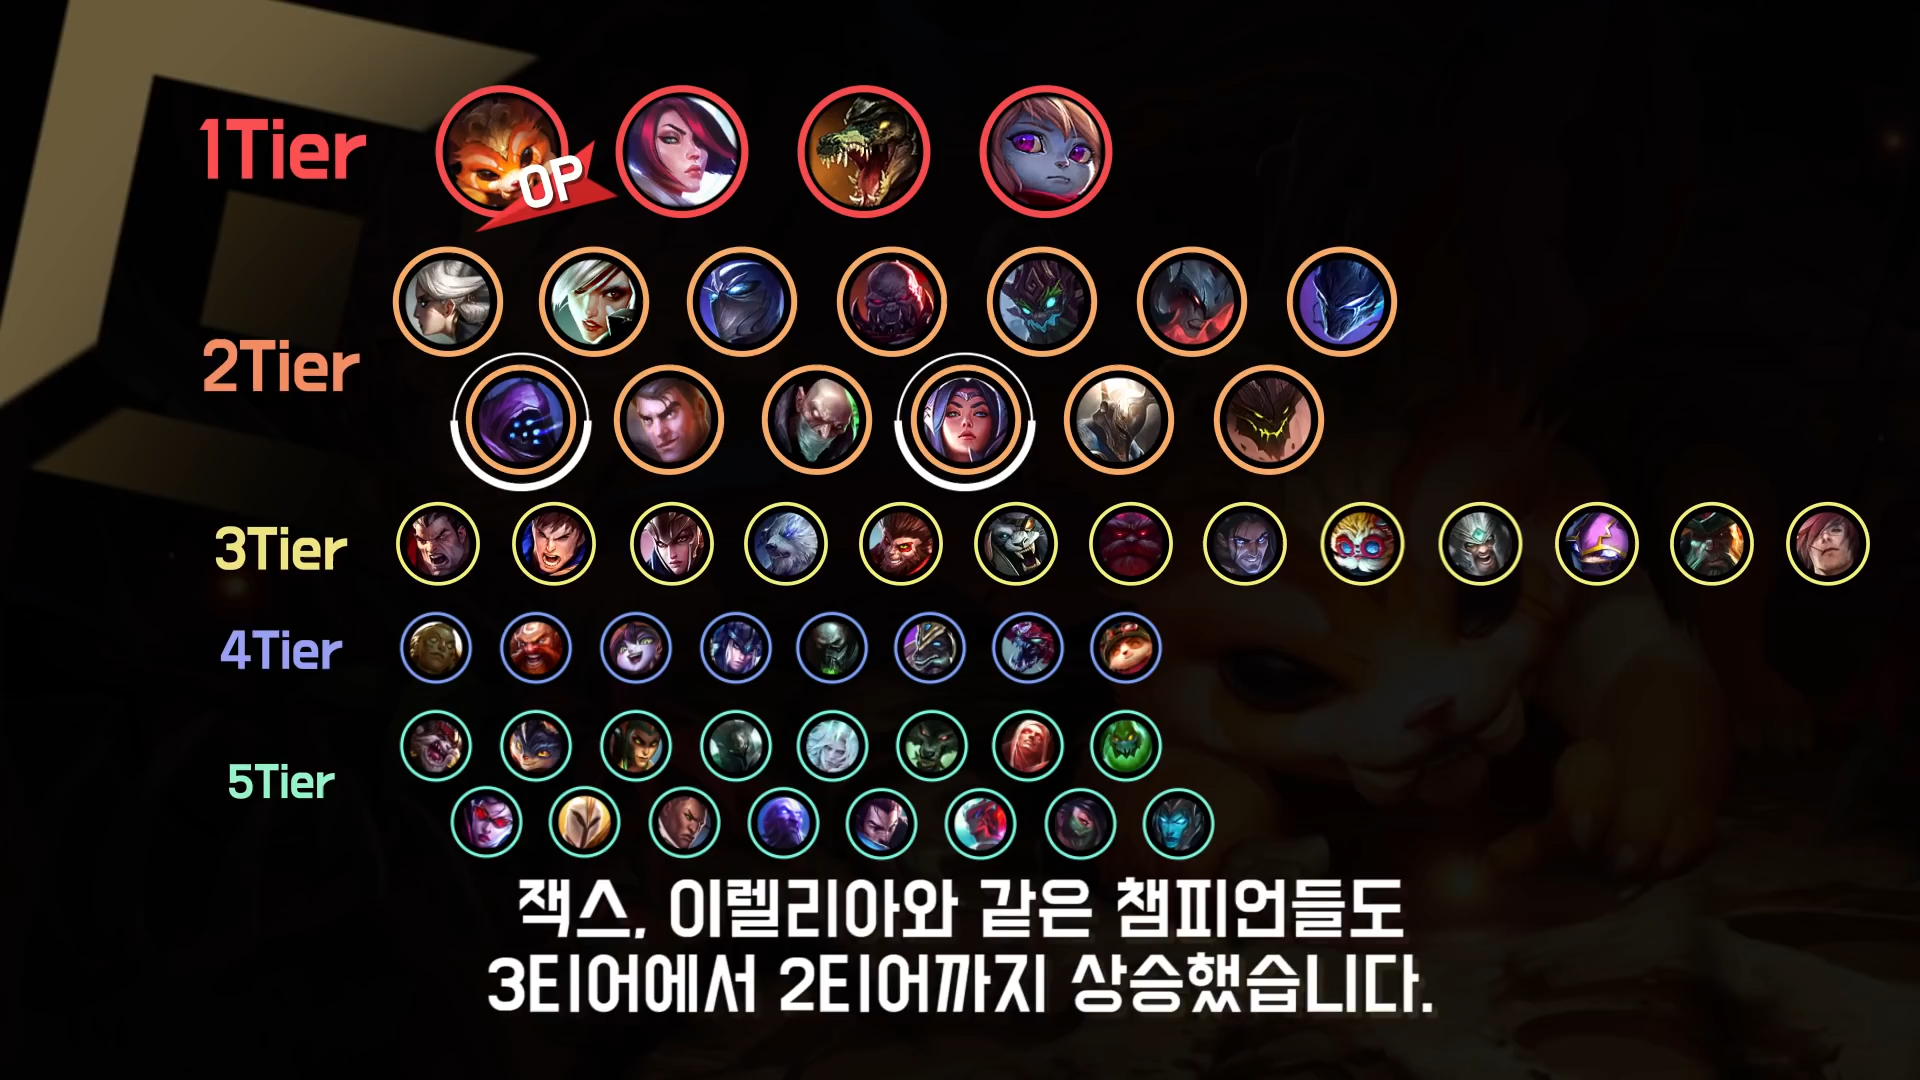 1Tier
OP
2Tier
3Tier
4Tier
5Tier
잭스, 이렐리아와 같은 챔피언들도
3티어에서 2티어까지 상승했습니다.